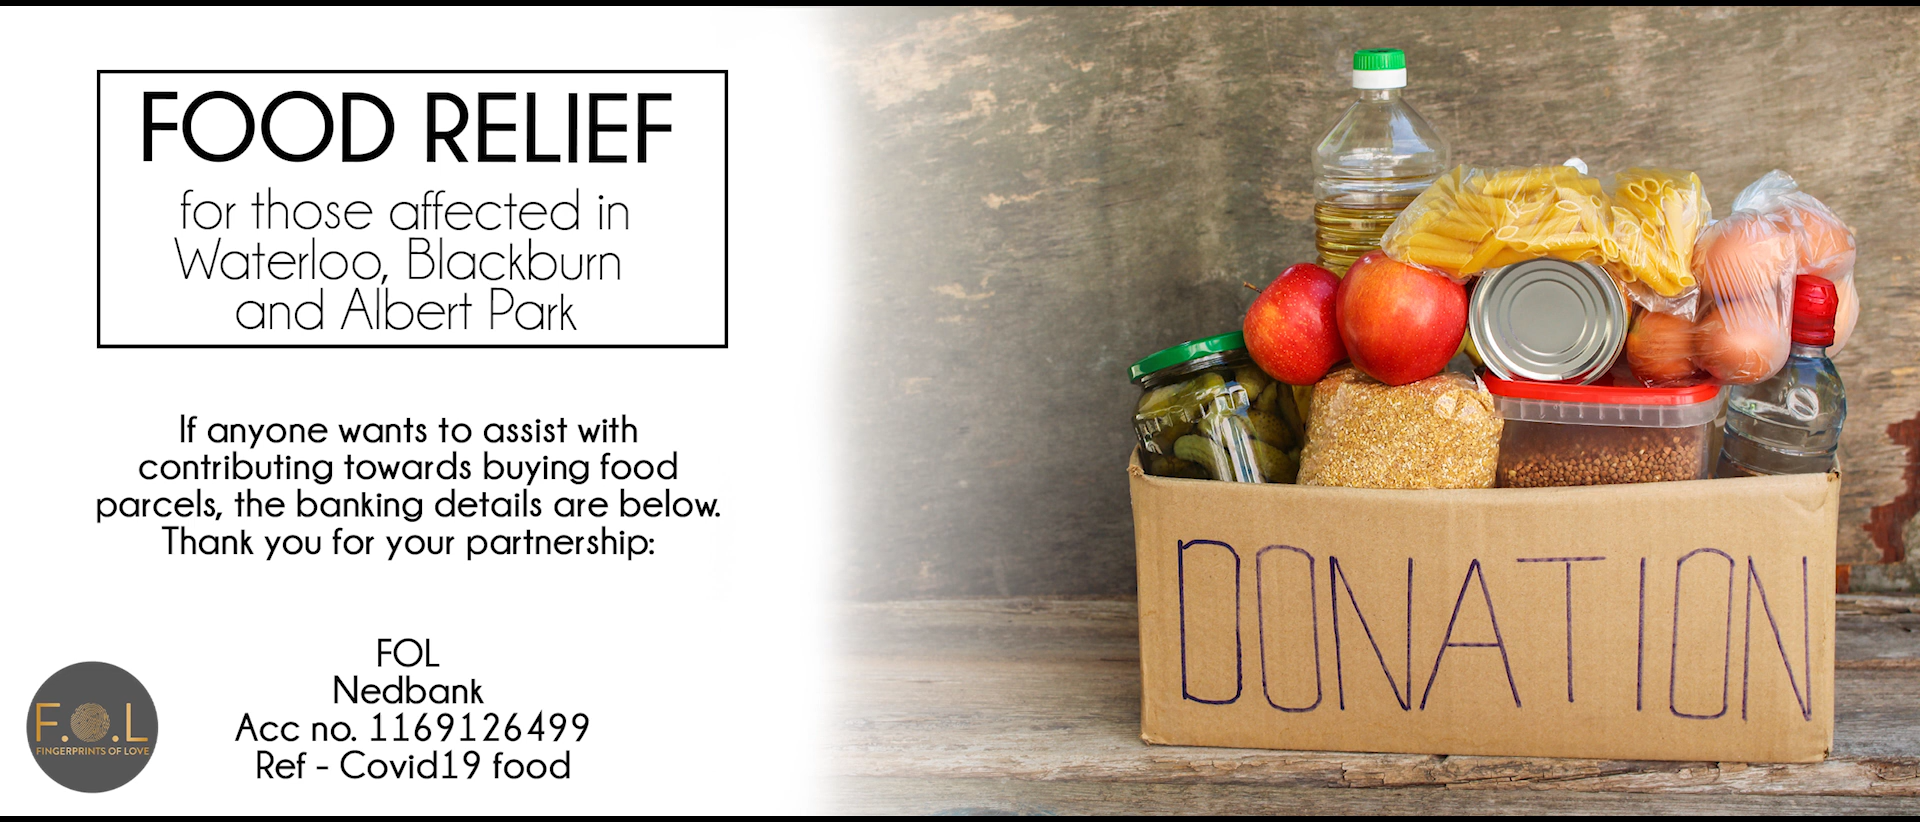 FOOD RELIEF
for those affected in
Waterloo, Blackburn
and Albert Park
If anyone wants to assist with
contributing towards buying food
parcels, the banking details are below.
Thank you for your partnership:
FOL
Nedbank
Acc no. 1169126499
Ref - Covid19 food
F.O.L
FINGERPRINTS OF LOVE
DONATION